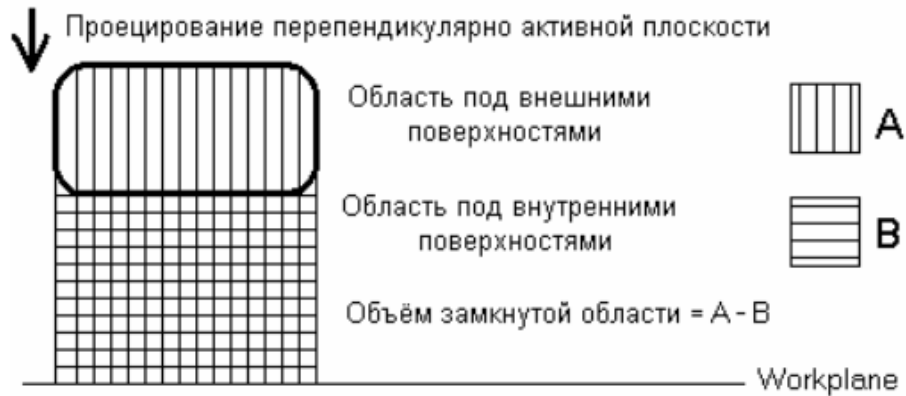 Проецирование перепендикулярно активной плоскости
Область под внешними
поверхностями
A
Область под внутренними
поверхностями
B
Объём замкнутой области = A - B
Workplane